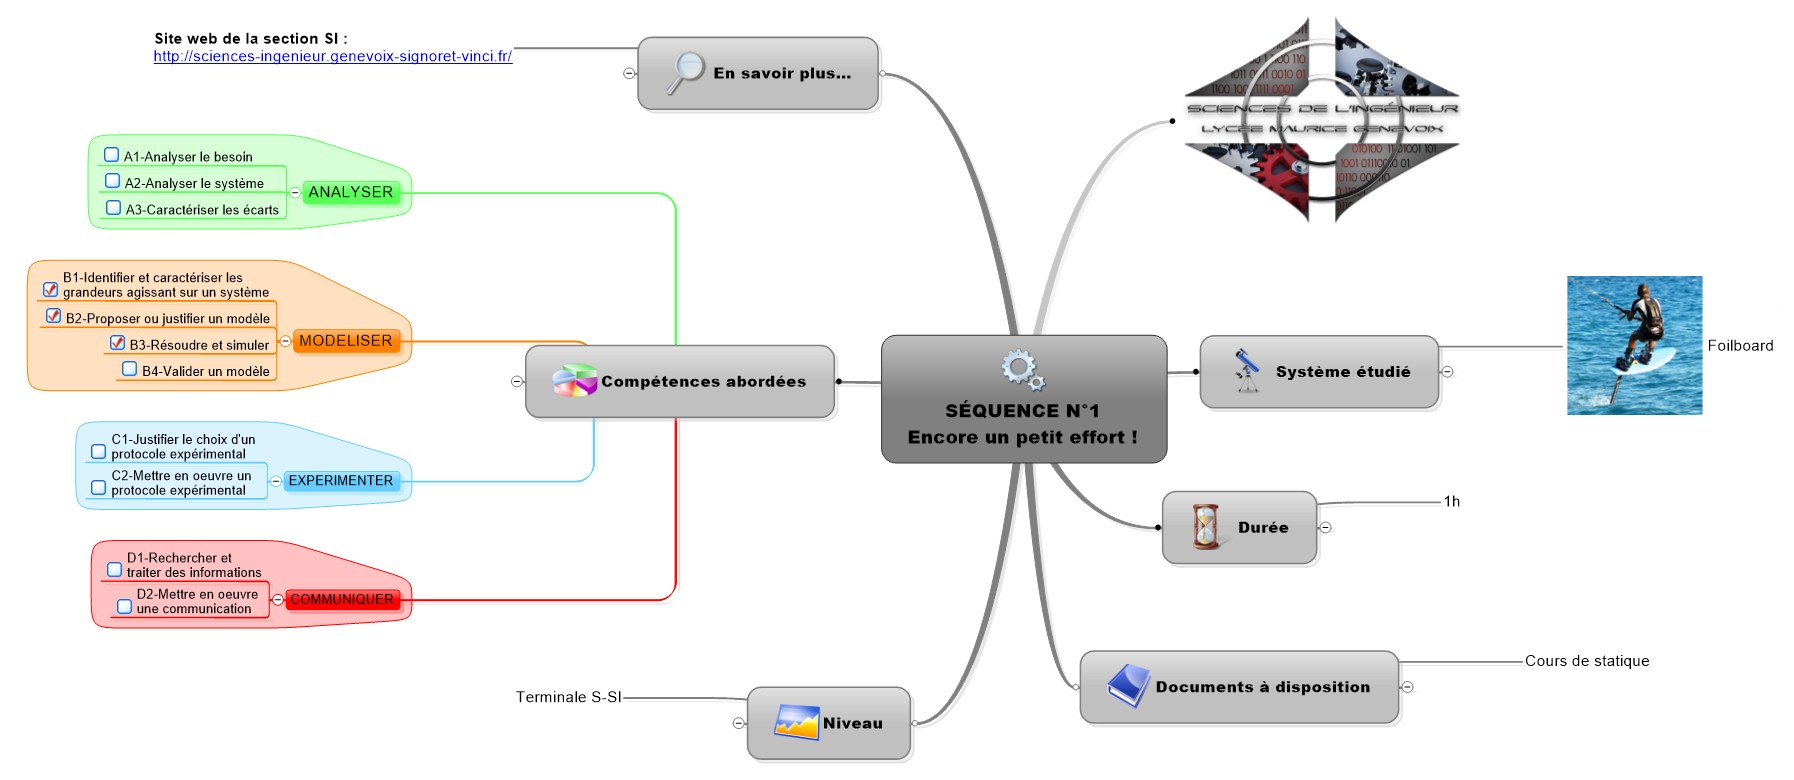 Site web de la section SI :
http://sciences-ingenieur.genevoix-signoret-vinci.fr/
En savoir plus...
SCIENCES DE L'INGÉNIEUR
LYCÉE MAURICE GENEVOIX
A1-Analyser le besoin
A2-Analyser le système
A3-Caractériser les écarts
ANALYSER
B1-Identifier et caractériser les
grandeurs agissant sur un système
B2-Proposer ou justifier un modèle
B3-Résoudre et simuler
B4-Valider un modèle
MODELISER
Compétences abordées
SÉQUENCE N°1
Encore un petit effort !
Système étudié
Foilboard
C1-Justifier le choix d'un
protocole expérimental
C2-Mettre en oeuvre un
protocole expérimental
EXPERIMENTER
Durée
1h
D1-Rechercher et
traiter des informations
D2-Mettre en oeuvre
une communication
COMMUNIQUER
Documents à disposition
Cours de statique
Terminale S-SI
Niveau